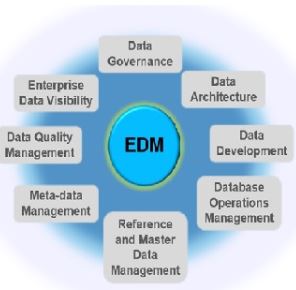 Data
Governance
Enterprise
Data Visibility
Data
Architecture
Data Quality
Management
EDM
Data
Development
Meta-data
Management
Database
Operations
Management
Reference
and Master
Data
Management